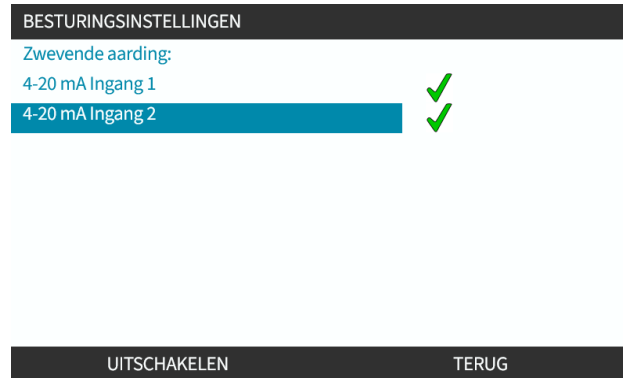 BESTURINGSINSTELLINGEN
Zwevende aarding:
4-20 mA Ingang 1
4-20 mA Ingang 2
UITSCHAKELEN TERUG